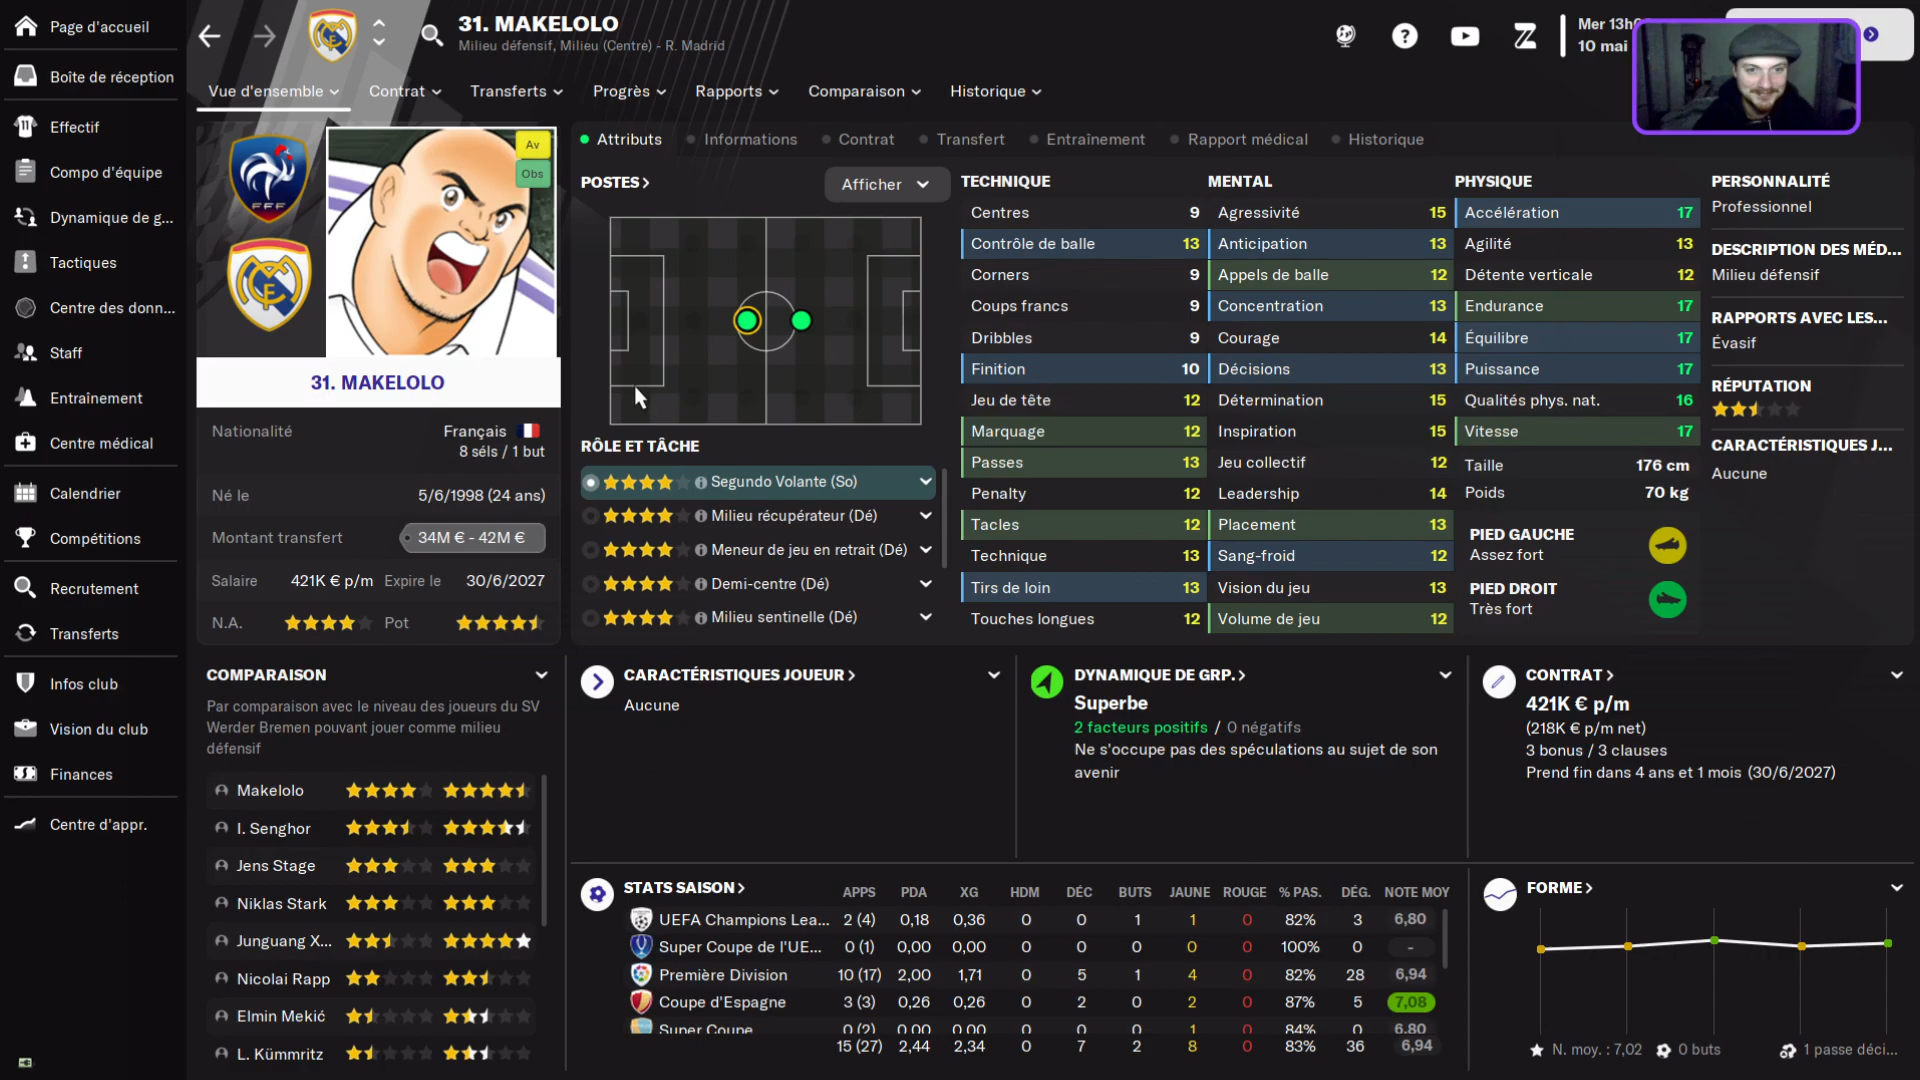 Page d'accueil
Boîte de réception
Effectif
Compo d'équipe
Dynamique de g...
Tactiques
Centre des donn...
Staff
Entraînement
Centre médical
Calendrier
Compétitions
Recrutement
Transferts
Infos club
Vision du club
Finances
Centre d'appr.
31. MAKELOLO
Milieu défensif, Milieu (Centre) - R. Madrid
Mer 13h
10 mai
Vue d'ensemble
Contrat
Transferts
Progrès
Rapports
Comparaison
Historique
Av
Obs
FFF
31. MAKELOLO
Nationalité Français
8 séls / 1 but
Né le 5/6/1998 (24 ans)
Montant transfert 34M € - 42M €
Salaire 421K € p/m Expire le 30/6/2027
N.A. Pot
Attributs Informations Contrat Transfert Entraînement Rapport médical Historique
POSTES
Afficher
RÔLE ET TÂCHE
Segundo Volante (So)
Milieu récupérateur (Dé)
Meneur de jeu en retrait (Dé)
Demi-centre (Dé)
Milieu sentinelle (Dé)
TECHNIQUE
Centres 9
Contrôle de balle 13
Corners 9
Coups francs 9
Dribbles 9
Finition 10
Jeu de tête 12
Marquage 12
Passes 13
Penalty 12
Tacles 12
Technique 13
Tirs de loin 13
Touches longues 12
MENTAL
Agressivité 15
Anticipation 13
Appels de balle 12
Concentration 13
Courage 14
Décisions 13
Détermination 15
Inspiration 15
Jeu collectif 12
Leadership 14
Placement 13
Sang-froid 12
Vision du jeu 13
Volume de jeu 12
PHYSIQUE
Accélération 17
Agilité 13
Détente verticale 12
Endurance 17
Équilibre 17
Puissance 17
Qualités phys. nat. 16
Vitesse 17
Taille 176 cm
Poids 70 kg
PIED GAUCHE
Assez fort
PIED DROIT
Très fort
PERSONNALITÉ
Professionnel
DESCRIPTION DES MÉD...
Milieu défensif
RAPPORTS AVEC LES...
Évasif
RÉPUTATION
CARACTÉRISTIQUES J...
Aucune
COMPARAISON
Par comparaison avec le niveau des joueurs du SV
Werder Bremen pouvant jouer comme milieu
défensif
Makelolo
I. Senghor
Jens Stage
Niklas Stark
Junguang X...
Nicolai Rapp
Elmin Mekić
L. Kümmritz
CARACTÉRISTIQUES JOUEUR
Aucune
DYNAMIQUE DE GRP.
Superbe
2 facteurs positifs / 0 négatifs
Ne s'occupe pas des spéculations au sujet de son
avenir
CONTRAT
421K € p/m
(218K € p/m net)
3 bonus / 3 clauses
Prend fin dans 4 ans et 1 mois (30/6/2027)
STATS SAISON APPS PDA XG HDM DÉC BUTS JAUNE ROUGE % PAS. DÉG. NOTE MOY
UEFA Champions Lea... 2 (4) 0,18 0,36 0 0 1 1 0 82% 3 6,80
Super Coupe de l'UE... 0 (1) 0,00 0,00 0 0 0 0 0 100% 0 -
Première Division 10 (17) 2,00 1,71 0 5 1 4 0 82% 28 6,94
Coupe d'Espagne 3 (3) 0,26 0,26 0 2 0 2 0 87% 5 7,08
Super Coupe 0 (2) 0,00 0,00 0 0 0 1 0 84% 0 6,80
15 (27) 2,44 2,34 0 7 2 8 0 83% 36 6,94
FORME
N. moy. : 7,02 0 buts 1 passe déci...